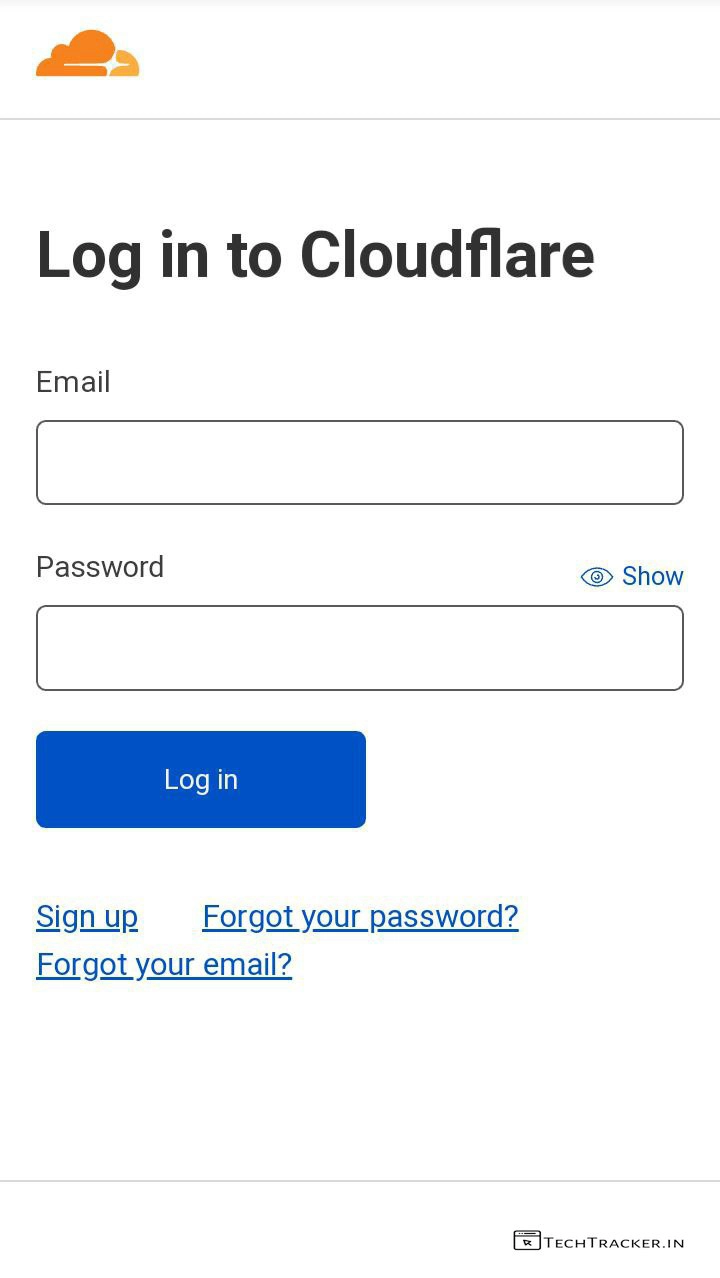 Log in to Cloudflare
Email
Password
Show
Log in
Sign up Forgot your password?
Forgot your email?
TECHTRACKER.IN